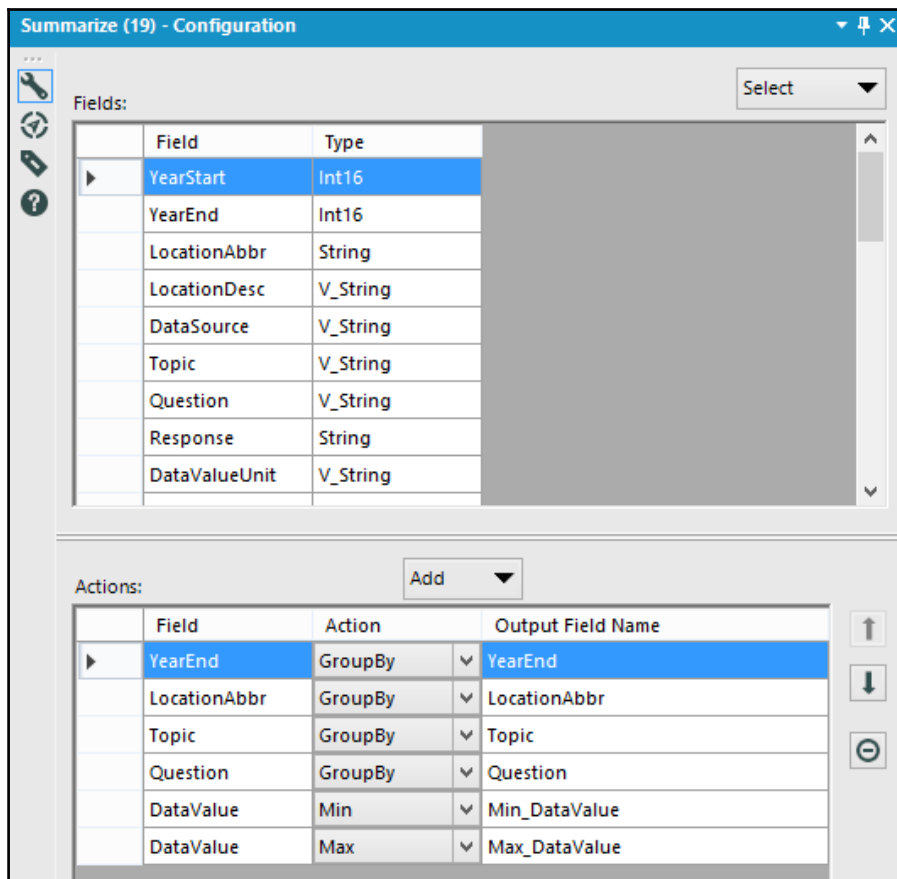 Summarize (19) - Configuration
Select
Fields:
Field Type
YearStart Int16
YearEnd Int16
LocationAbbr String
LocationDesc V_String
DataSource V_String
Topic V_String
Question V_String
Response String
DataValueUnit V_String
Actions:
Add
Field Action Output Field Name
YearEnd GroupBy YearEnd
LocationAbbr GroupBy LocationAbbr
Topic GroupBy Topic
Question GroupBy Question
DataValue Min Min_DataValue
DataValue Max Max_DataValue